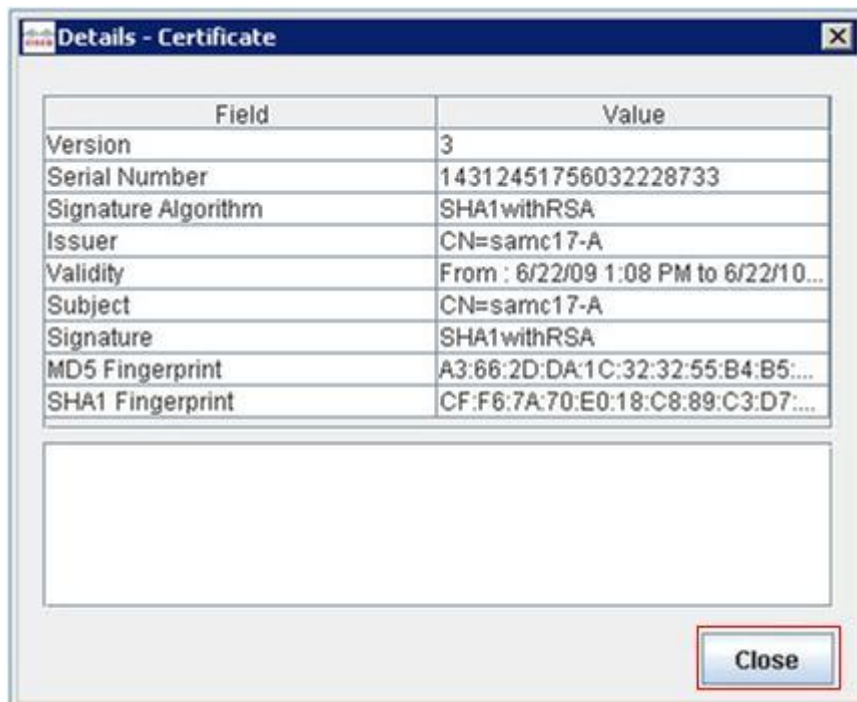 Details - Certificate
Field Value
Version 3
Serial Number 14312451756032228733
Signature Algorithm SHA1withRSA
Issuer CN=samc17-A
Validity From : 6/22/09 1:08 PM to 6/22/10...
Subject CN=samc17-A
Signature SHA1withRSA
MD5 Fingerprint A3:66:2D:DA:1C:32:32:55:B4:B5:...
SHA1 Fingerprint CF:F6:7A:70:E0:18:C8:89:C3:D7:...
Close